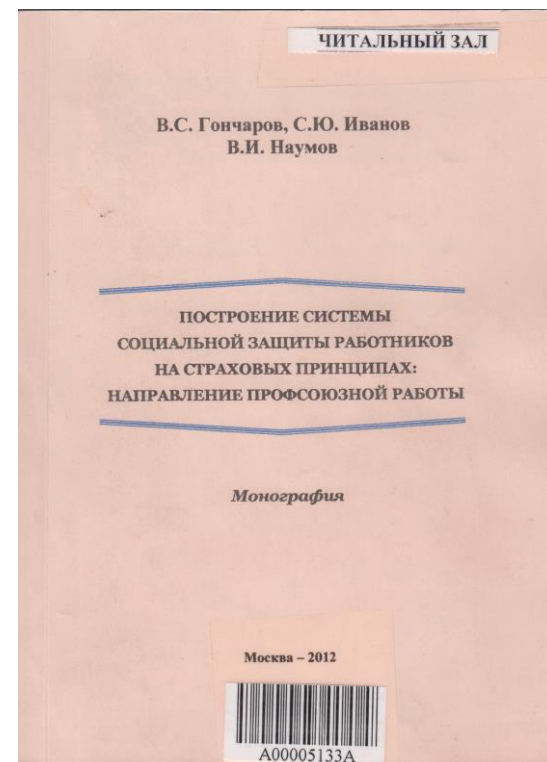 ЧИТАЛЬНЫЙ ЗАЛ
В.С. Гончаров, С.Ю. Иванов
В.И. Наумов
ПОСТРОЕНИЕ СИСТЕМЫ
СОЦИАЛЬНОЙ ЗАЩИТЫ РАБОТНИКОВ
НА СТРАХОВЫХ ПРИНЦИПАХ:
НАПРАВЛЕНИЕ ПРОФСОЮЗНОЙ РАБОТЫ
Монография
Москва – 2012
A00005133A